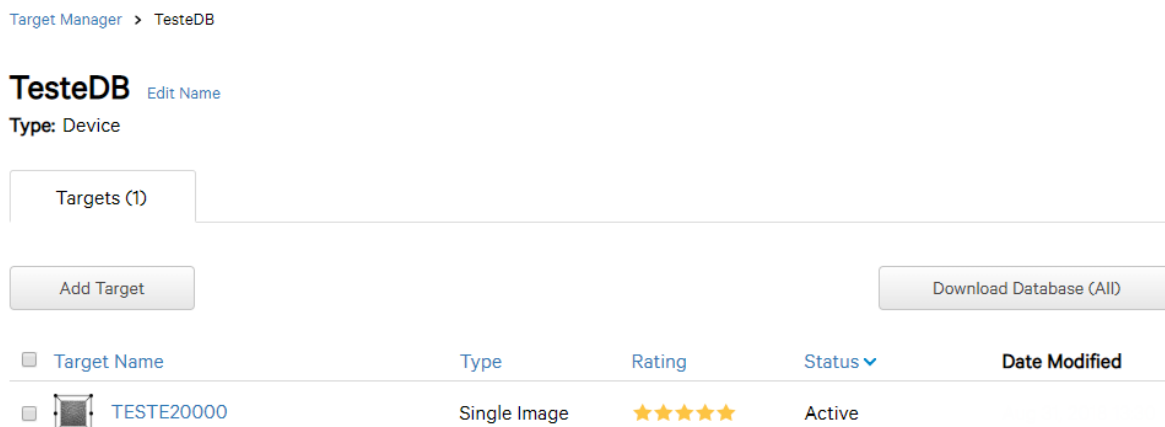 Target Manager > TesteDB
TesteDB Edit Name
Type: Device
Targets (1)
Add Target Download Database (All)
Target Name Type Rating Status Date Modified
TESTE20000 Single Image Active